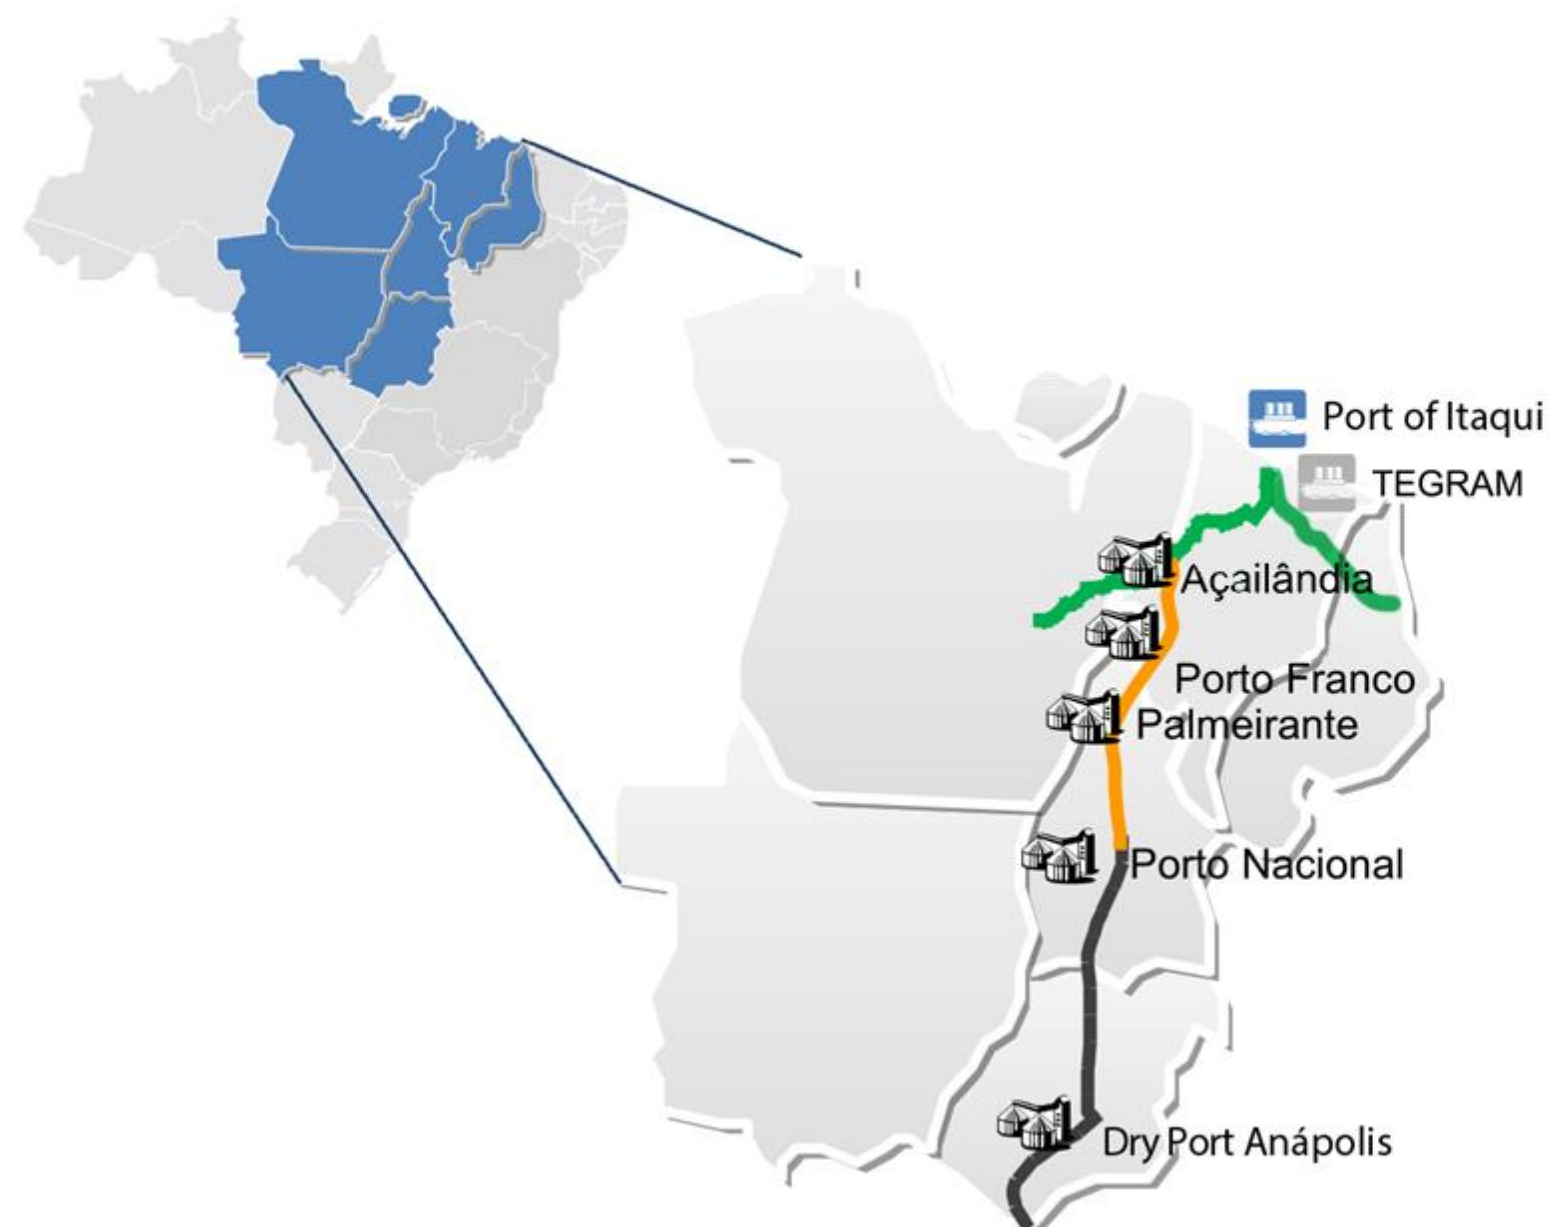 Port of Itaqui
TEGRAM
Açailândia
Porto Franco
Palmeirante
Porto Nacional
Dry Port Anápolis